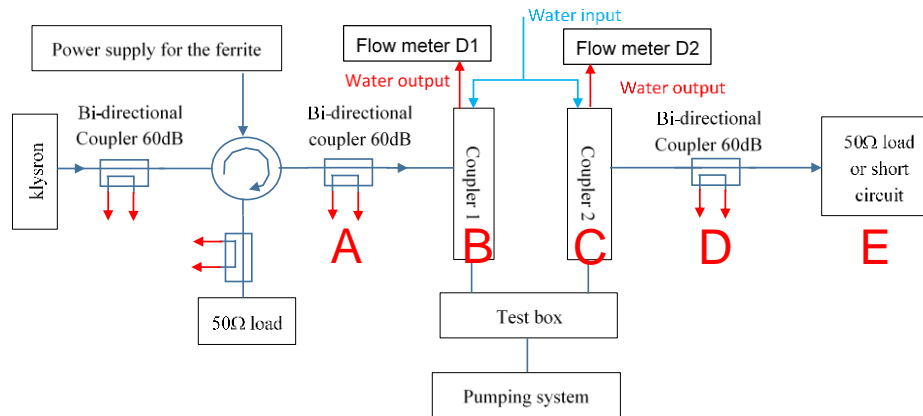 Water input
Power supply for the ferrite
Flow meter D1
Flow meter D2
Water output
Water output
Bi-directional
Coupler 60dB
Bi-directional
coupler 60dB
Bi-directional
Coupler 60dB
klysron
Coupler 1
Coupler 2
50Ω load
or short
circuit
A
B
C
D
E
50Ω load
Test box
Pumping system